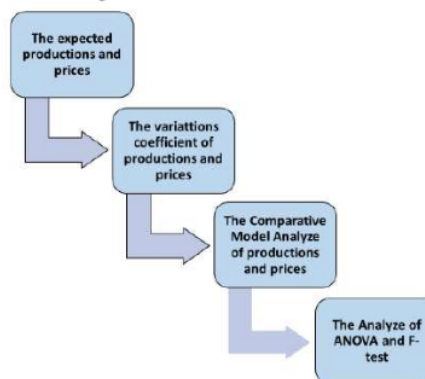 The expected
productions and
prices
The variattions
coefficient of
productions and
prices
The Comparative
Model Analyze
of productions
and prices
The Analyze of
ANOVA and F-
test